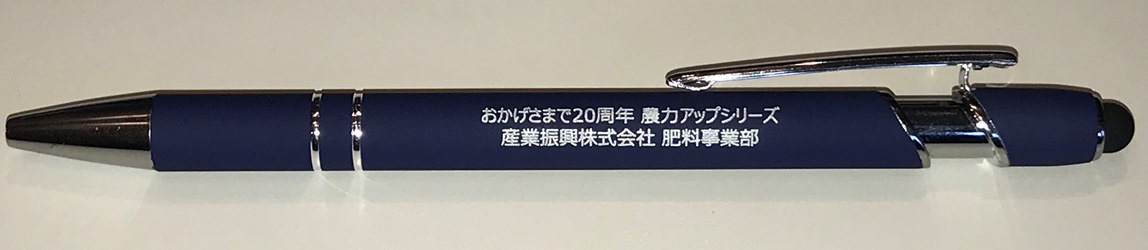 おかげさまで20周年 農力アップシリーズ
産業振興株式会社 肥料事業部